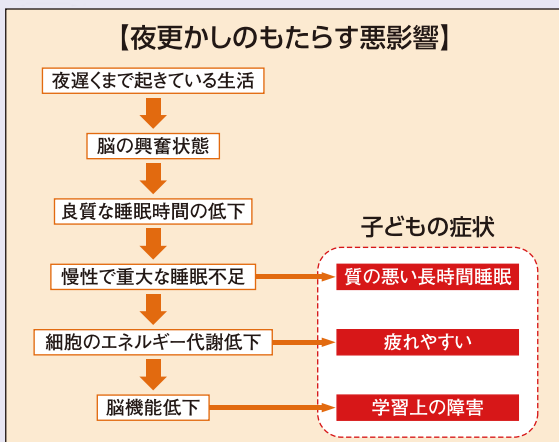 【夜更かしのもたらす悪影響】
夜遅くまで起きている生活
脳の興奮状態
良質な睡眠時間の低下
子どもの症状
慢性で重大な睡眠不足
質の悪い長時間睡眠
細胞のエネルギー代謝低下
疲れやすい
脳機能低下
学習上の障害